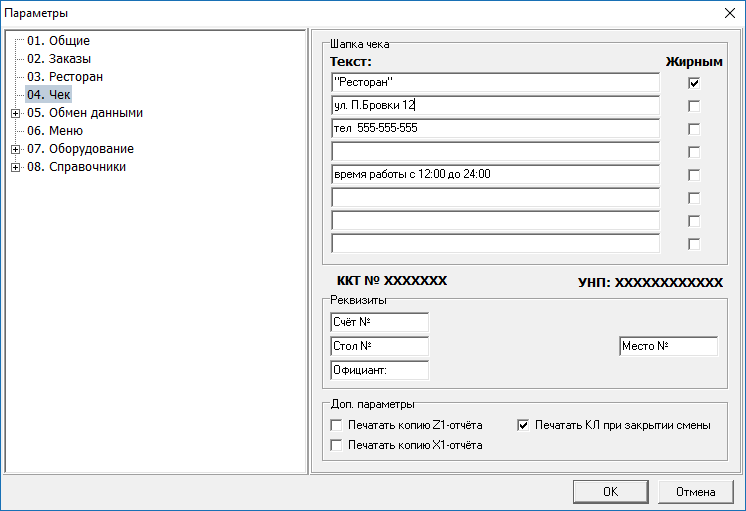 Параметры
01. Общие
02. Заказы
03. Ресторан
04. Чек
05. Обмен данными
06. Меню
07. Оборудование
08. Справочники
Шапка чека
Текст: Жирным
"Ресторан"
ул. П.Бровки 12
тел 555-555-555
время работы с 12:00 до 24:00
ККТ № XXXXXXX УНП: XXXXXXXXXXXX
Реквизиты
Счёт №
Стол № Место №
Официант:
Доп. параметры
Печатать копию Z1-отчёта Печатать КЛ при закрытии смены
Печатать копию X1-отчёта
OK Отмена